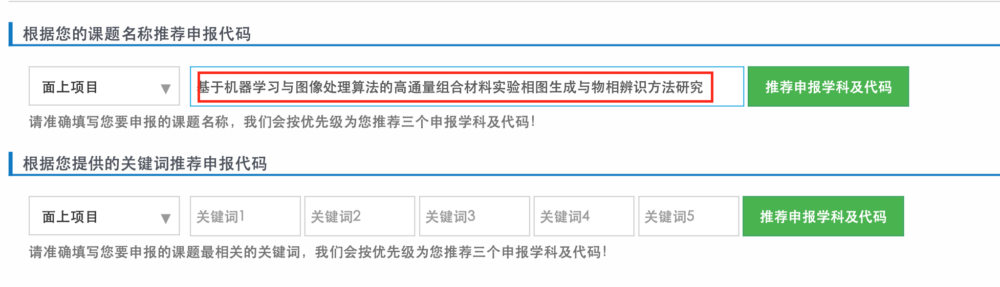 根据您的课题名称推荐申报代码
面上项目 ▼ 基于机器学习与图像处理算法的高通量组合材料实验相图生成与物相辨识方法研究 推荐申报学科及代码
请准确填写您要申报的课题名称，我们会按优先级为您推荐三个申报学科及代码！
根据您提供的关键词推荐申报代码
面上项目 ▼ 关键词1 关键词2 关键词3 关键词4 关键词5 推荐申报学科及代码
请准确填写您要申报的课题最相关的关键词，我们会按优先级为您推荐三个申报学科及代码！